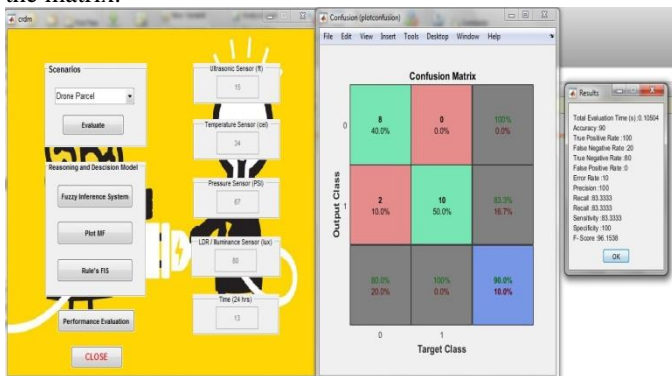 the matrix.
crdm
Scenarios
Drone Parcel
Evaluate
Reasoning and Descision Model
Fuzzy Inference System
Plot MF
Rule's FIS
Performance Evaluation
CLOSE
Ultrasonic Sensor (ft)
15
Temperature Sensor (cel)
34
Pressure Sensor (PSI)
67
LDR / Illuminance Sensor (lux)
80
Time (24 hrs)
13
Confusion (plotconfusion)
File Edit View Insert Tools Desktop Window Help
Confusion Matrix
Output Class
0
8
40.0%
0
0.0%
100%
0.0%
1
2
10.0%
10
50.0%
83.3%
16.7%
80.0%
20.0%
100%
0.0%
90.0%
10.0%
0
1
Target Class
Results
Total Evaluation Time (s):0.10504
Accuracy :90
True Positive Rate :100
False Negative Rate :20
True Negative Rate :80
False Positive Rate :0
Error Rate :10
Precision :100
Recall :83.3333
Recall :83.3333
Sensitivity :83.3333
Specificity :100
F- Score :96.1538
OK